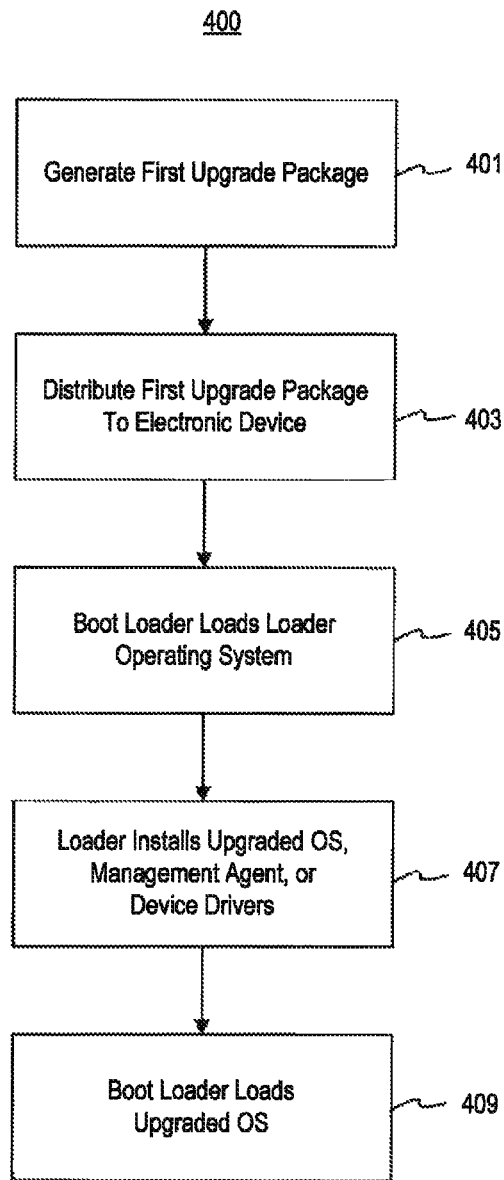 400
Generate First Upgrade Package
401
Distribute First Upgrade Package
To Electronic Device
403
Boot Loader Loads Loader
Operating System
405
Loader Installs Upgraded OS,
Management Agent, or
Device Drivers
407
Boot Loader Loads
Upgraded OS
409